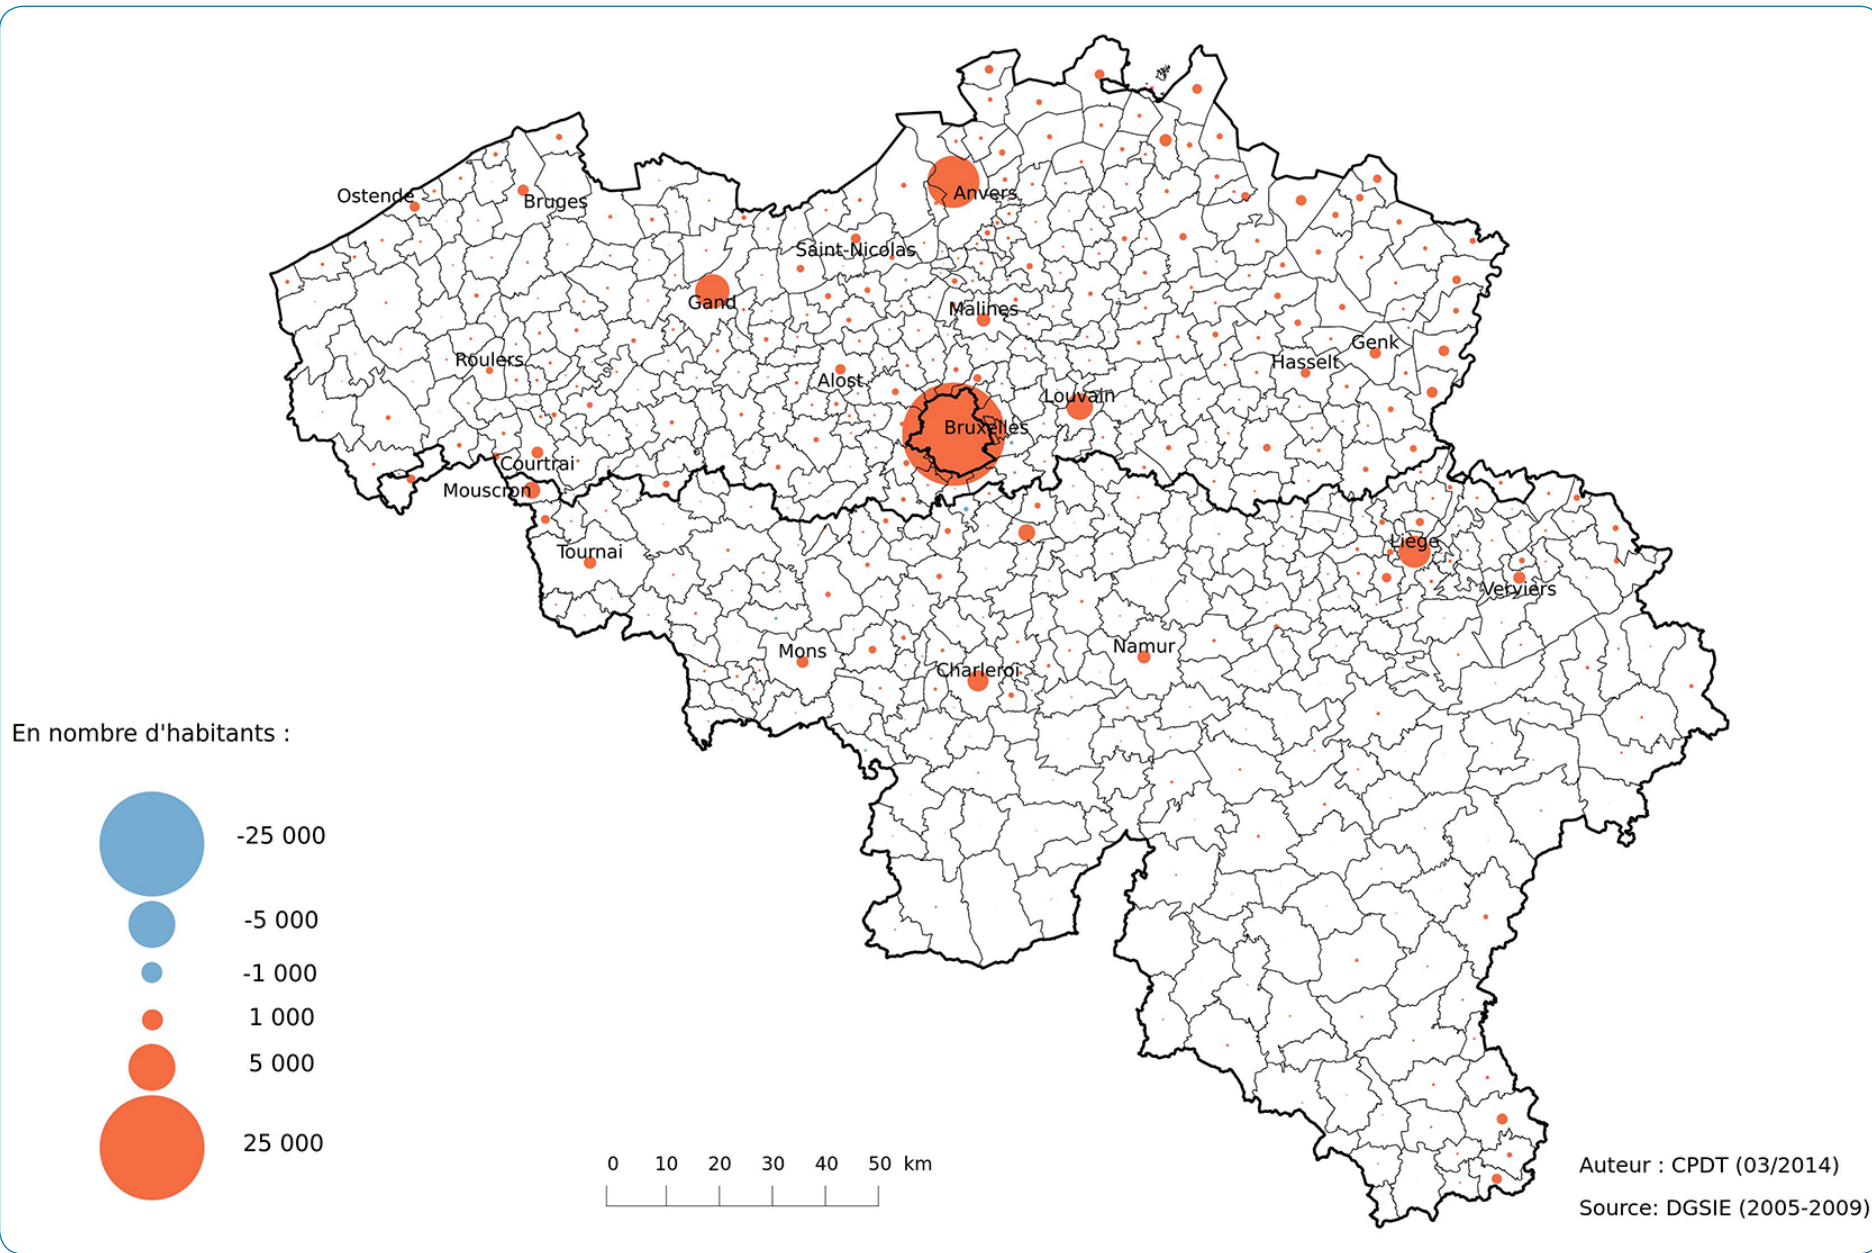 Ostende
Bruges
Anvers
Saint-Nicolas
Gand
Malines
Roulers
Genk
Hasselt
Alost
Louvain
Bruxelles
Courtrai
Mouscron
Tournai
Liège
Verviers
Mons
Namur
Charleroi
En nombre d'habitants :
-25 000
-5 000
-1 000
1 000
5 000
25 000
0 10 20 30 40 50 km
Auteur : CPDT (03/2014)
Source: DGSIE (2005-2009)